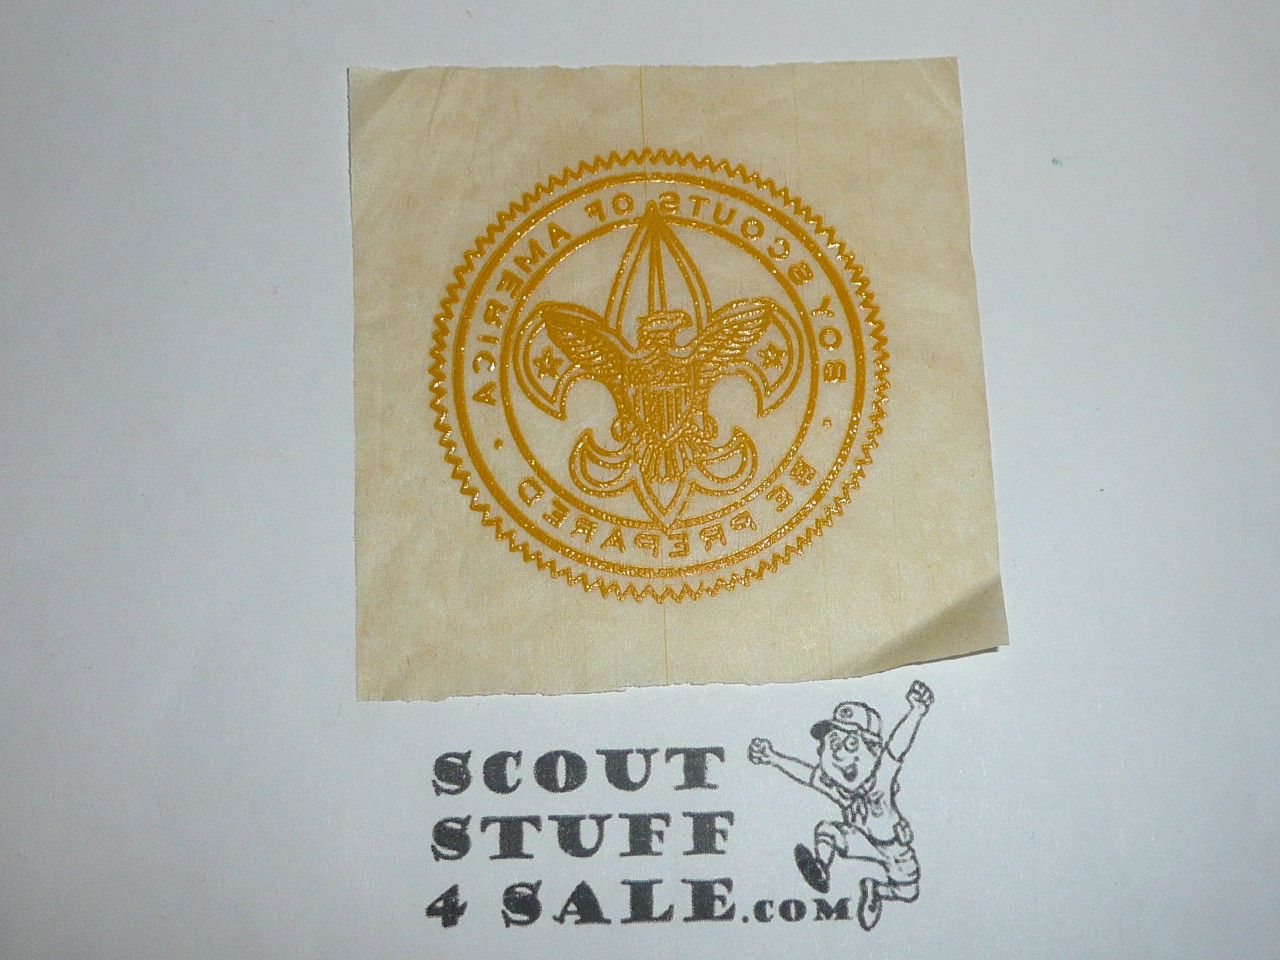 BOY SCOUTS OF AMERICA
· BE PREPARED ·
SCOUT
STUFF
4 SALE.COM